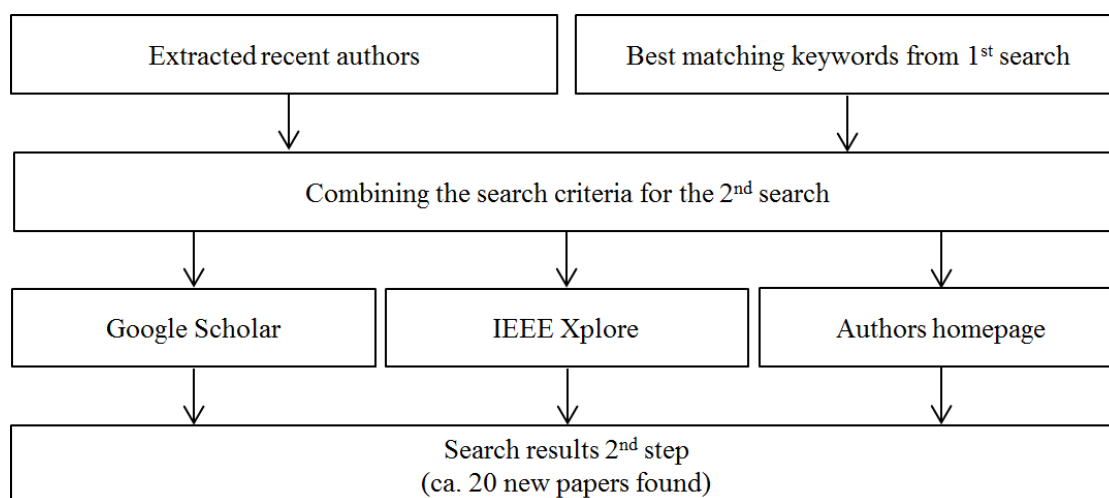 Extracted recent authors
Best matching keywords from 1st search
Combining the search criteria for the 2nd search
Google Scholar
IEEE Xplore
Authors homepage
Search results 2nd step
(ca. 20 new papers found)